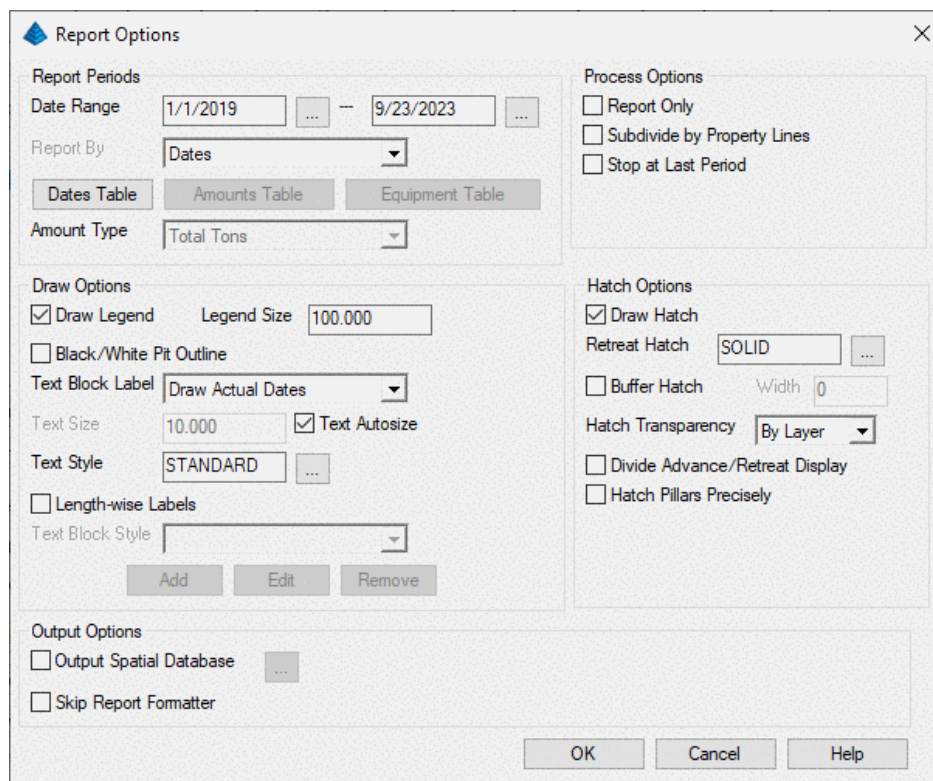 Report Options
Report Periods
Date Range 1/1/2019 ... --- 9/23/2023 ...
Report By Dates
Dates Table Amounts Table Equipment Table
Amount Type Total Tons
Process Options
Report Only
Subdivide by Property Lines
Stop at Last Period
Draw Options
Draw Legend Legend Size 100.000
Black/White Pit Outline
Text Block Label Draw Actual Dates
Text Size 10.000 Text Autosize
Text Style STANDARD ...
Length-wise Labels
Text Block Style
Add Edit Remove
Hatch Options
Draw Hatch
Retreat Hatch SOLID ...
Buffer Hatch Width 0
Hatch Transparency By Layer
Divide Advance/Retreat Display
Hatch Pillars Precisely
Output Options
Output Spatial Database ...
Skip Report Formatter
OK Cancel Help